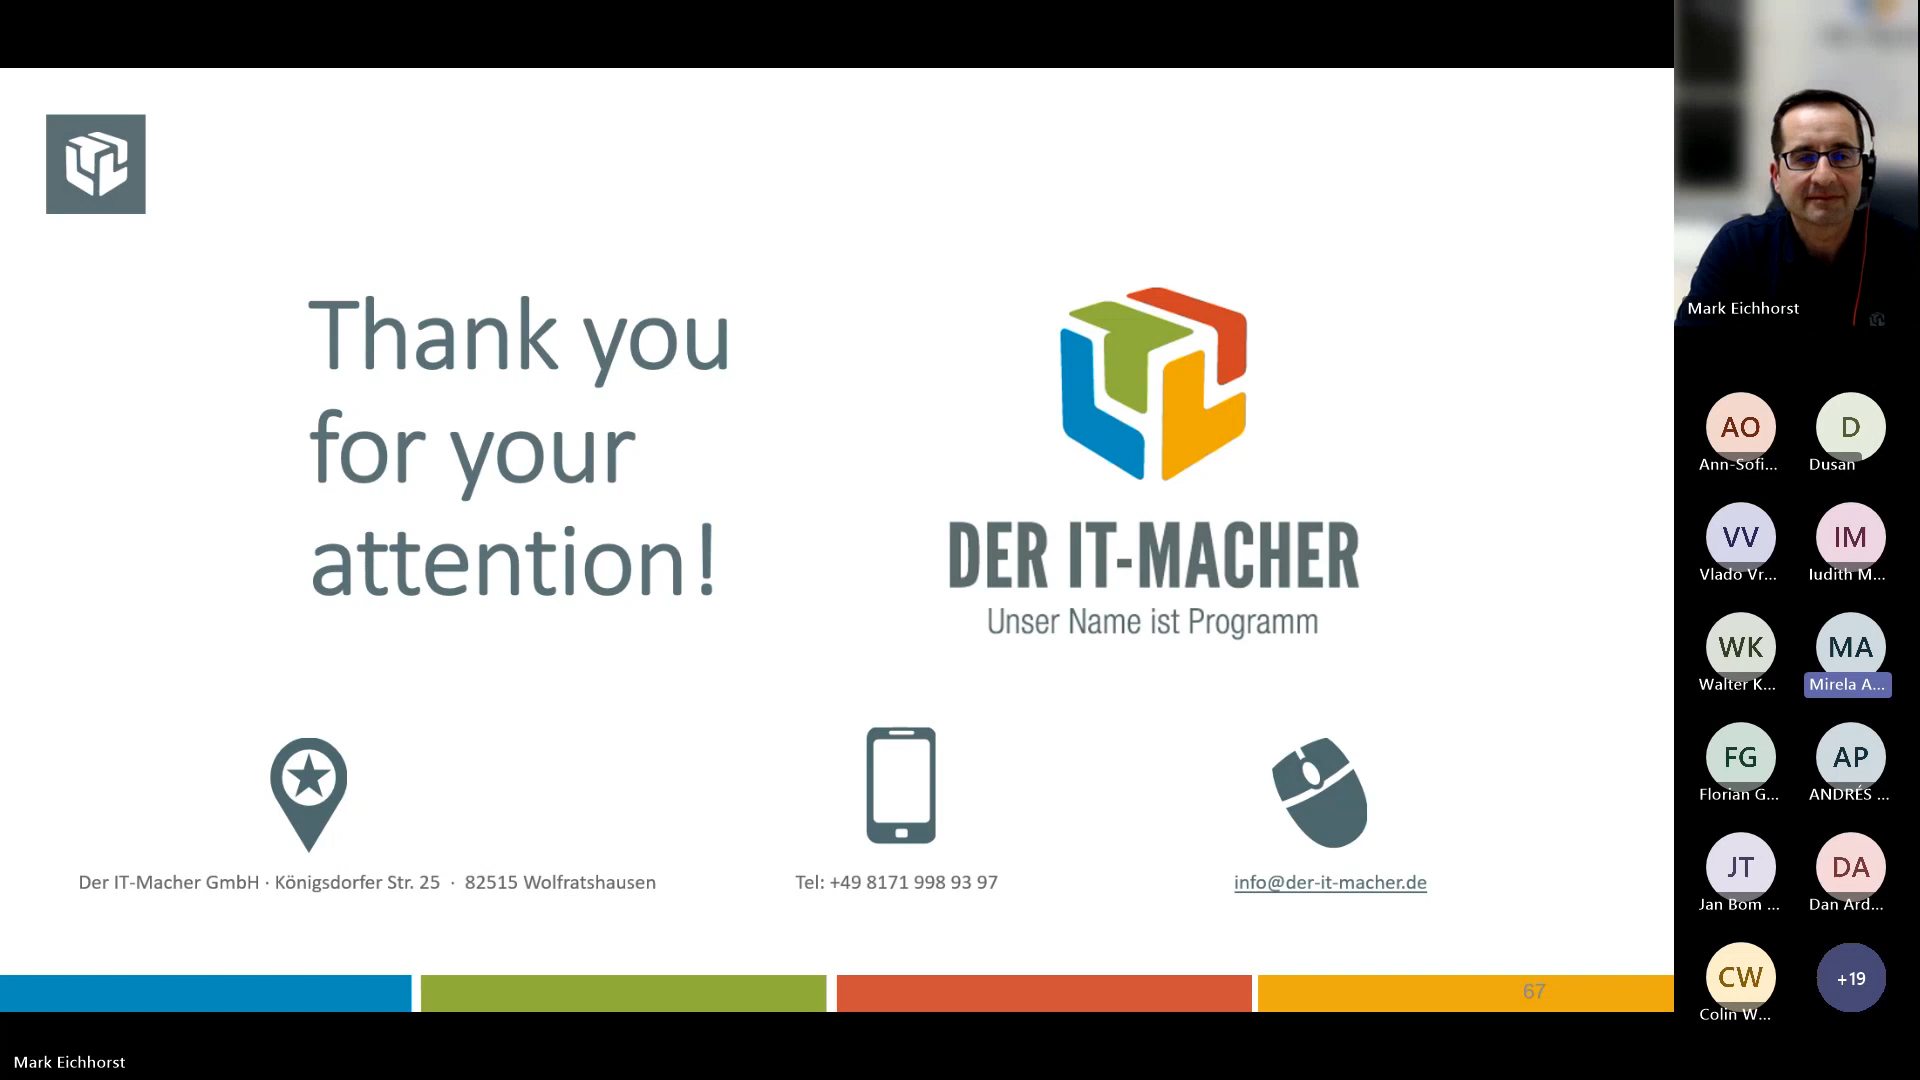 Thank you
for your
attention!
DER IT-MACHER
Unser Name ist Programm
Der IT-Macher GmbH · Königsdorfer Str. 25 · 82515 Wolfratshausen
Tel: +49 8171 998 93 97
info@der-it-macher.de
67
Mark Eichhorst
Mark Eichhorst
AO
Ann-Sofi...
D
Dusan
VV
Vlado Vr...
IM
Iudith M...
WK
Walter K...
MA
Mirela A...
FG
Florian G...
AP
ANDRÉS ...
JT
Jan Bom ...
DA
Dan Ard...
CW
Colin W...
+19